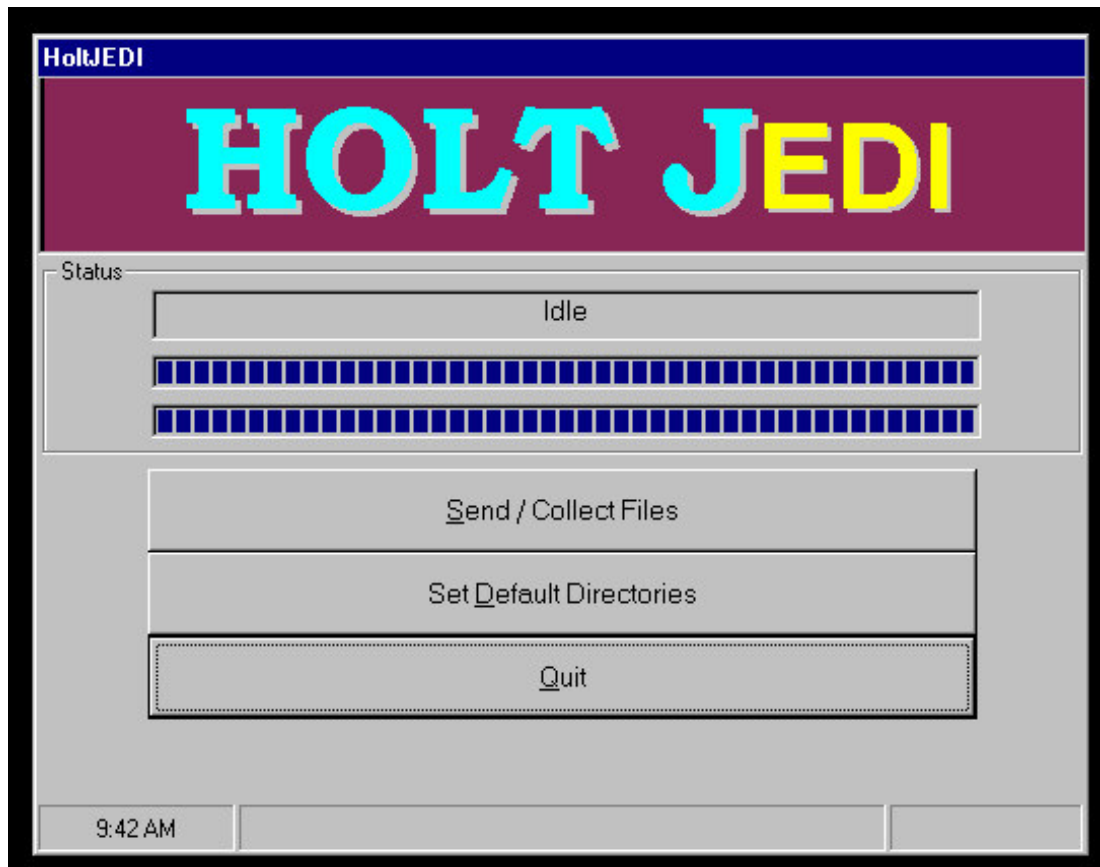 HoltJEDI
HOLT JEDI
Status
Idle
Send / Collect Files
Set Default Directories
Quit
9:42 AM